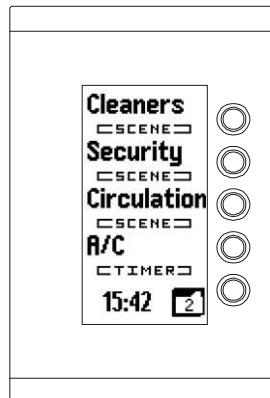 Cleaners
SCENE
Security
SCENE
Circulation
SCENE
A/C
TIMER
15:42 2